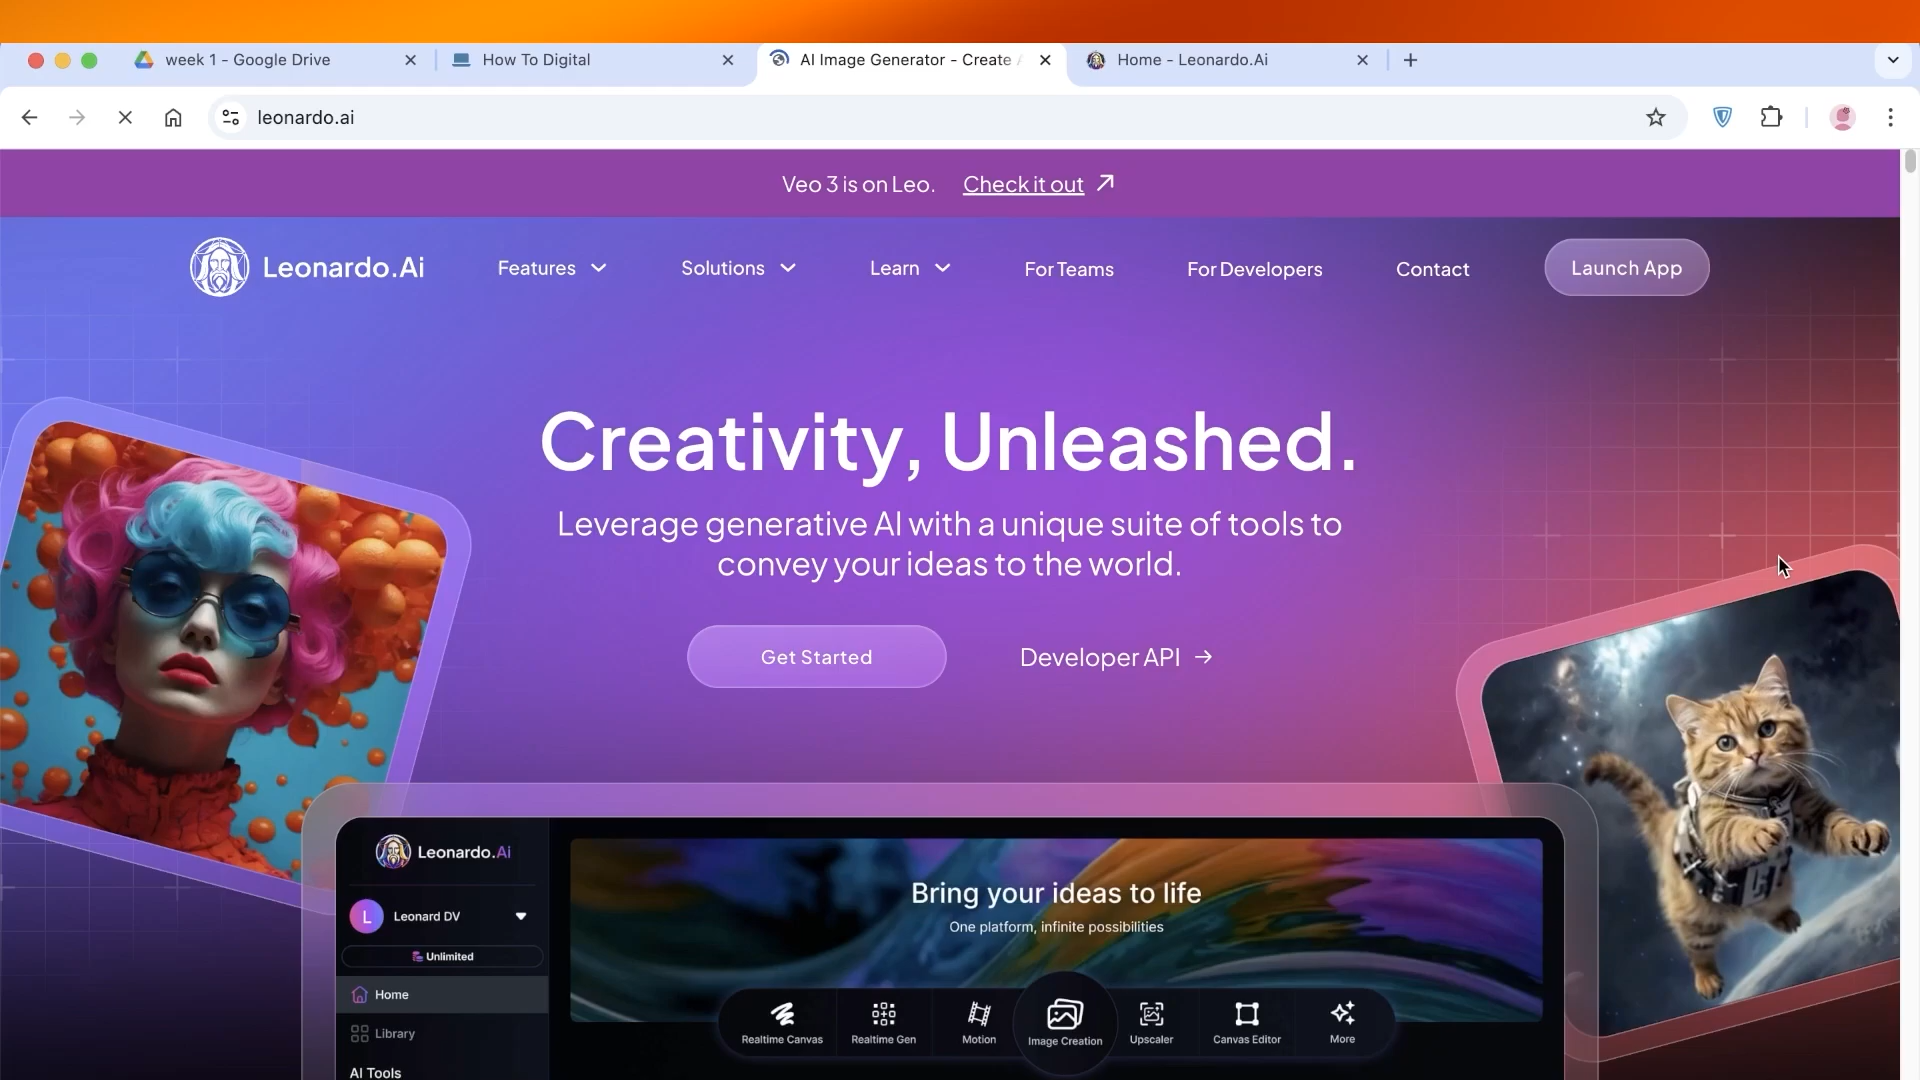 week 1 - Google Drive
How To Digital
AI Image Generator - Create
Home - Leonardo.Ai
leonardo.ai
Veo 3 is on Leo. Check it out
Leonardo.Ai
Features
Solutions
Learn
For Teams
For Developers
Contact
Launch App
Creativity, Unleashed.
Leverage generative AI with a unique suite of tools to
convey your ideas to the world.
Get Started
Developer API
Leonardo.Ai
L
Leonard DV
Unlimited
Home
Library
AI Tools
Bring your ideas to life
One platform, infinite possibilities
Realtime Canvas
Realtime Gen
Motion
Image Creation
Upscaler
Canvas Editor
More